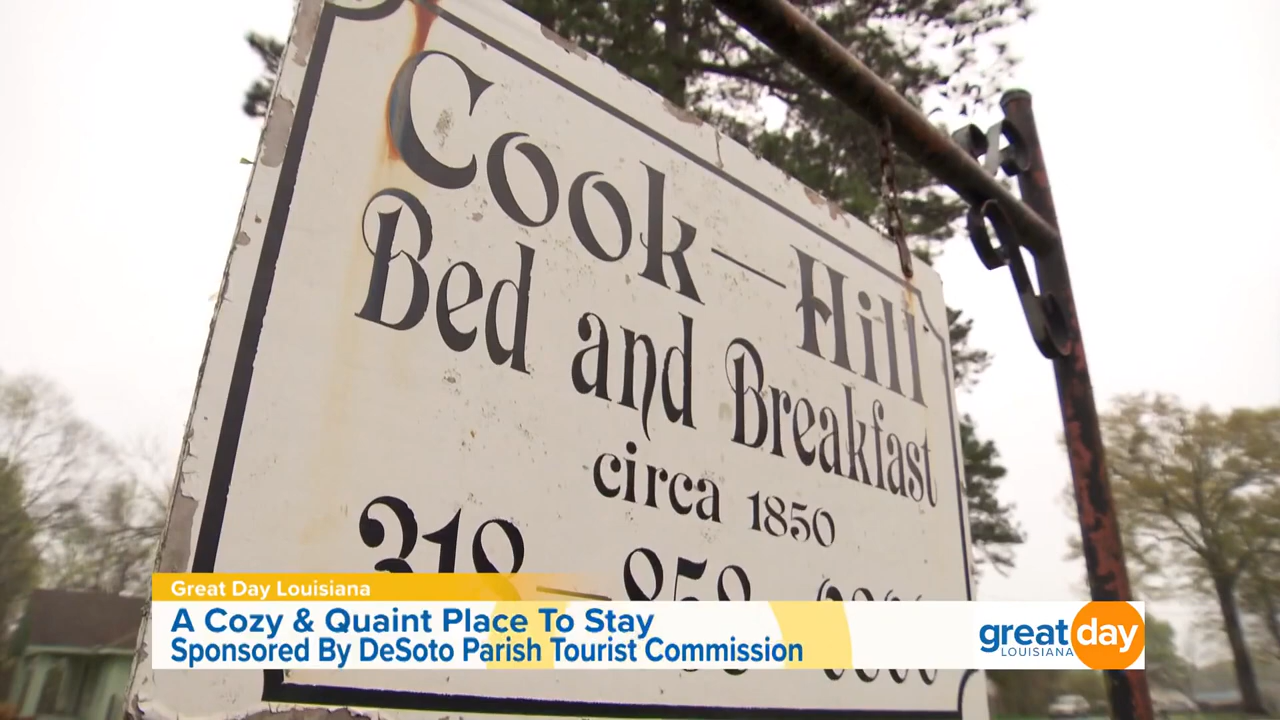 Cook—Hill
Bed and Breakfast
circa 1850
Great Day Louisiana
A Cozy & Quaint Place To Stay
Sponsored By DeSoto Parish Tourist Commission
great day
LOUISIANA